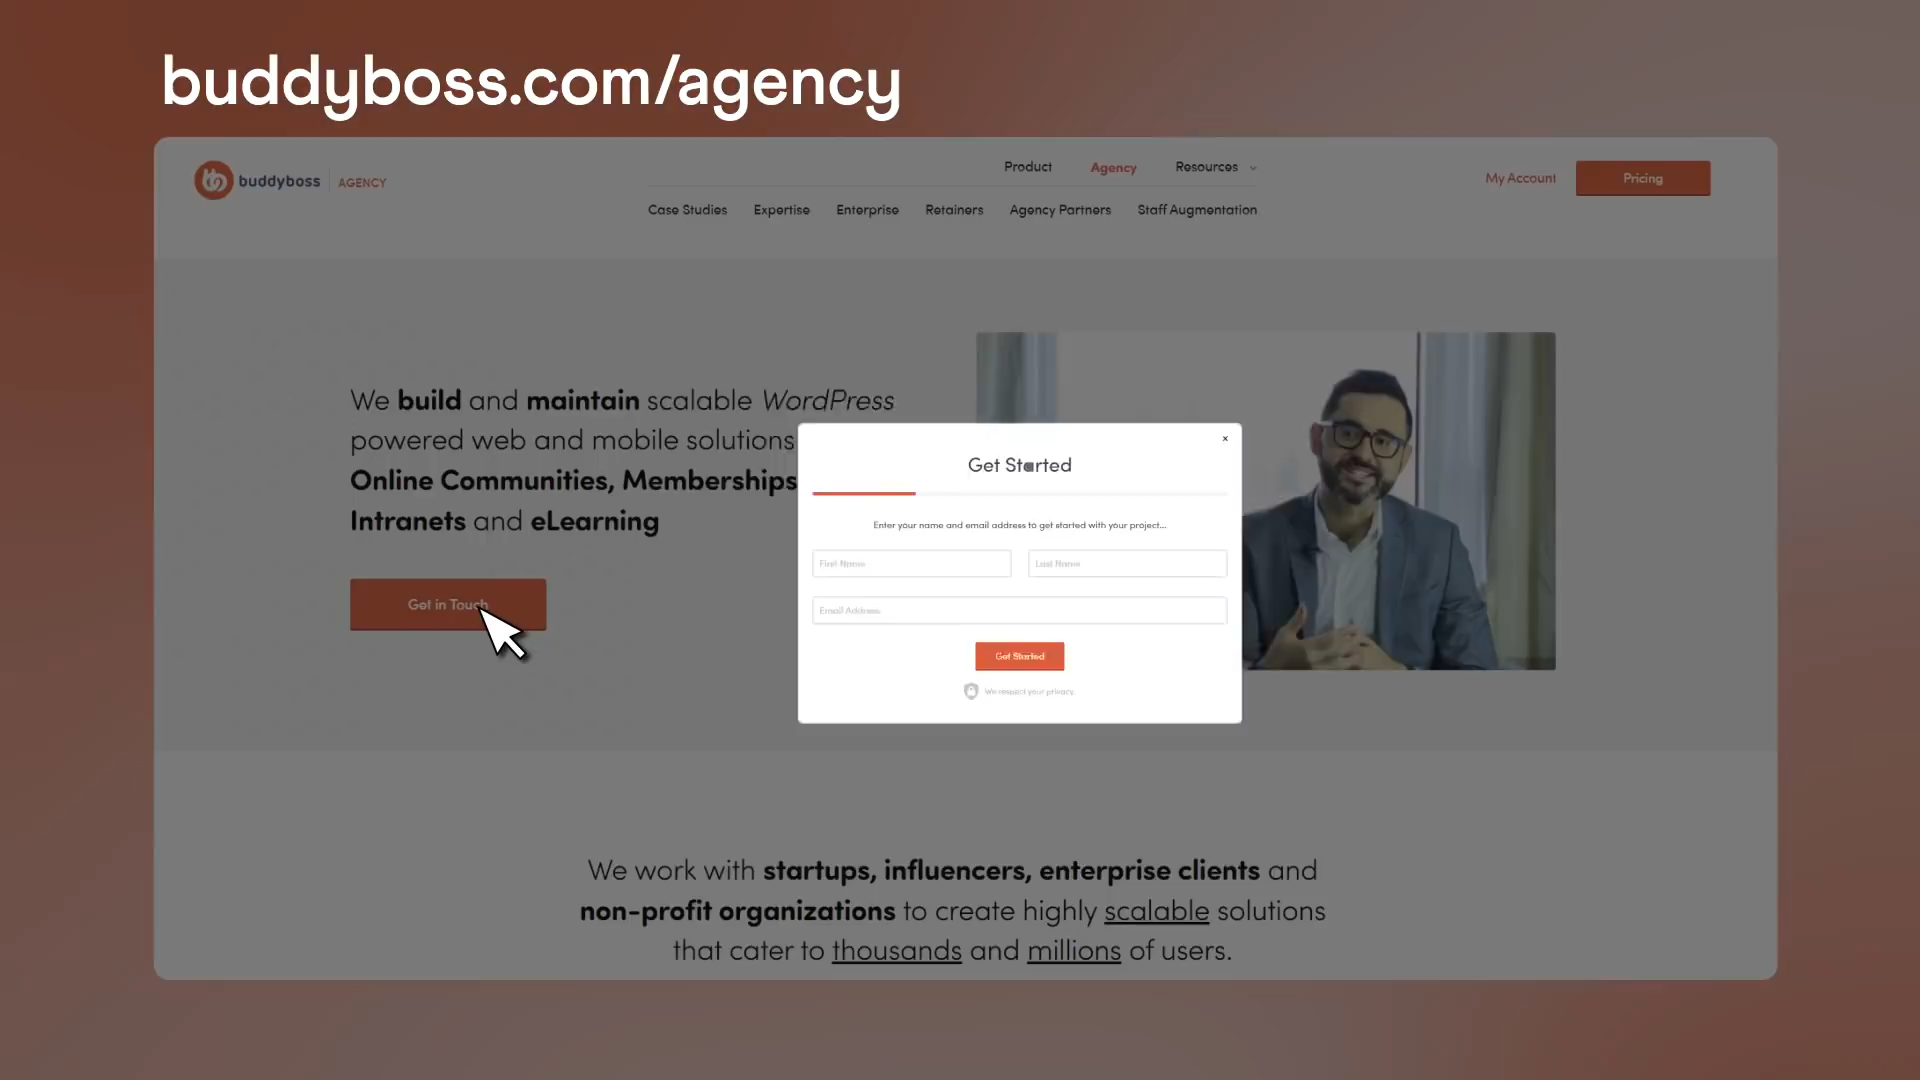 buddyboss.com/agency
buddyboss AGENCY
Product Agency Resources
My Account
Pricing
Case Studies Expertise Enterprise Retainers Agency Partners Staff Augmentation
We build and maintain scalable WordPress
powered web and mobile solutions
Online Communities, Memberships
Intranets and eLearning
Get in Touch
×
Get Started
Enter your name and email address to get started with your project...
First Name
Last Name
Email Address
Get Started
We respect your privacy.
We work with startups, influencers, enterprise clients and
non-profit organizations to create highly scalable solutions
that cater to thousands and millions of users.